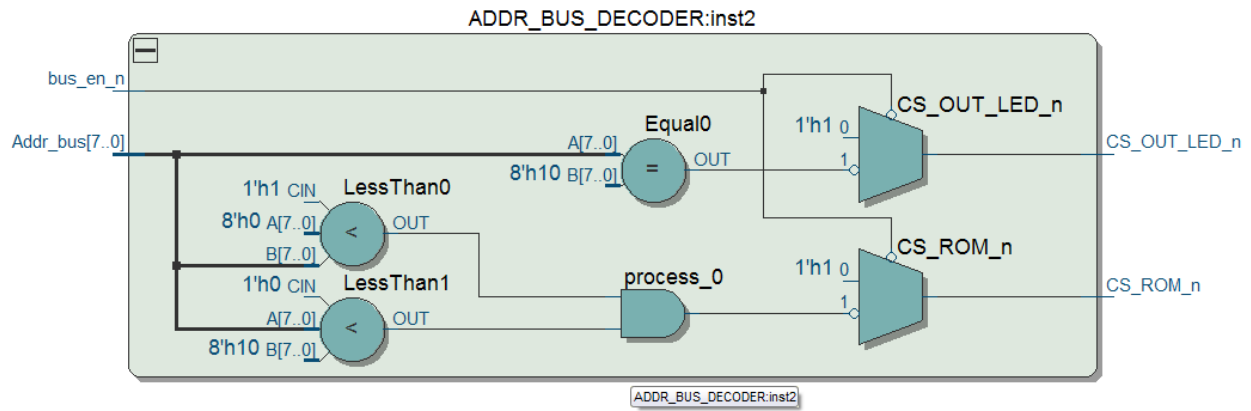 ADDR_BUS_DECODER:inst2
bus_en_n
CS_OUT_LED_n
Addr_bus[7..0]
Equal0
1'h1 0
A[7..0]
CS_OUT_LED_n
8'h10 B[7..0]
=
OUT
1
1'h1 CIN
LessThan0
8'h0 A[7..0]
<
OUT
B[7..0]
CS_ROM_n
1'h0 CIN
LessThan1
process_0
1'h1 0
A[7..0]
<
OUT
1
CS_ROM_n
8'h10 B[7..0]
ADDR_BUS_DECODER:inst2